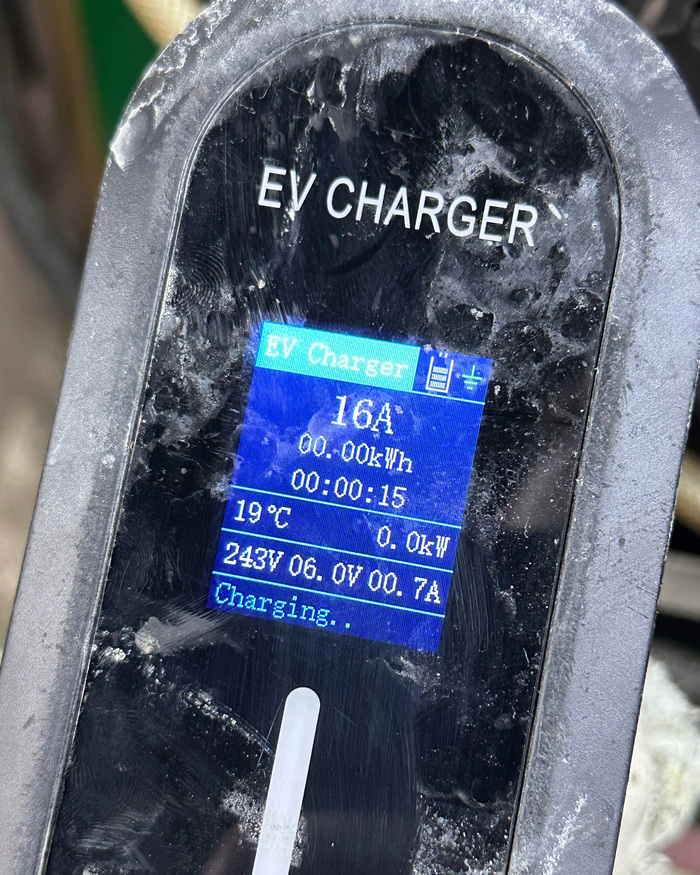 EV CHARGER
EV Charger
16A
00.00kWh
00:00:15
19℃ 0.0kW
243V 06.0V 00.7A
Charging..